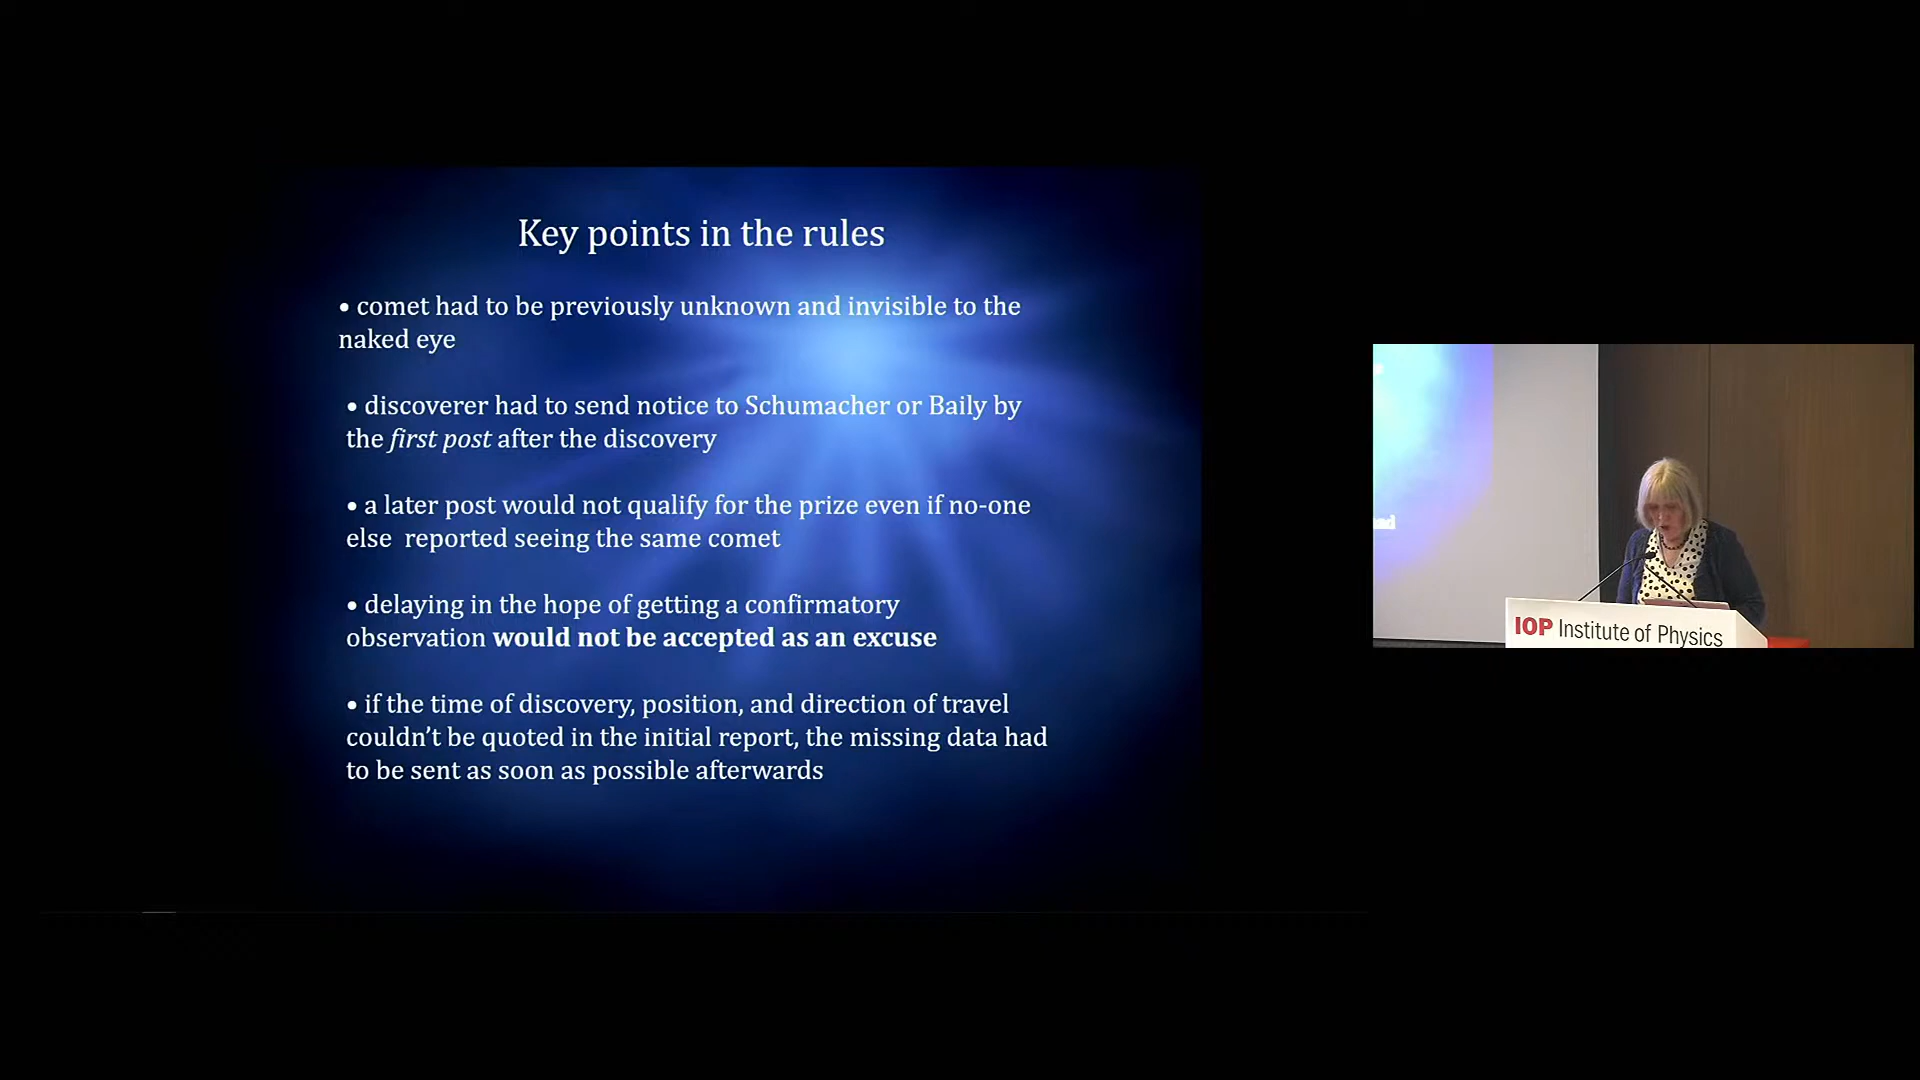 Key points in the rules
• comet had to be previously unknown and invisible to the
naked eye
• discoverer had to send notice to Schumacher or Baily by
the first post after the discovery
• a later post would not qualify for the prize even if no-one
else reported seeing the same comet
• delaying in the hope of getting a confirmatory
observation would not be accepted as an excuse
• if the time of discovery, position, and direction of travel
couldn’t be quoted in the initial report, the missing data had
to be sent as soon as possible afterwards
IOP Institute of Physics